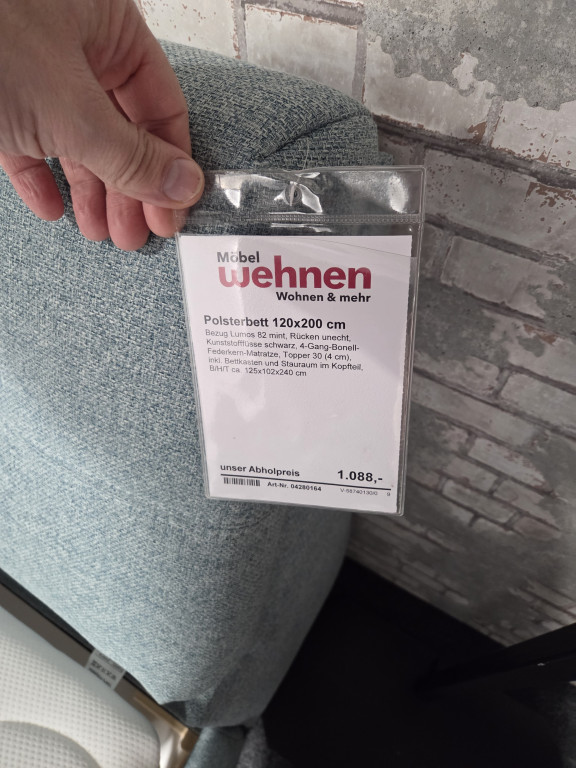 Möbel
wehnen
Wohnen & mehr
Polsterbett 120x200 cm
Bezug Lumos 82 mint, Rücken unecht,
Kunststofffüsse schwarz, 4-Gang-Bonell-
Federkern-Matratze, Topper 30 (4 cm),
inkl. Bettkasten und Stauraum im Kopfteil,
B/H/T ca. 125x102x240 cm
unser Abholpreis 1.088,-
Art-Nr. 04280164